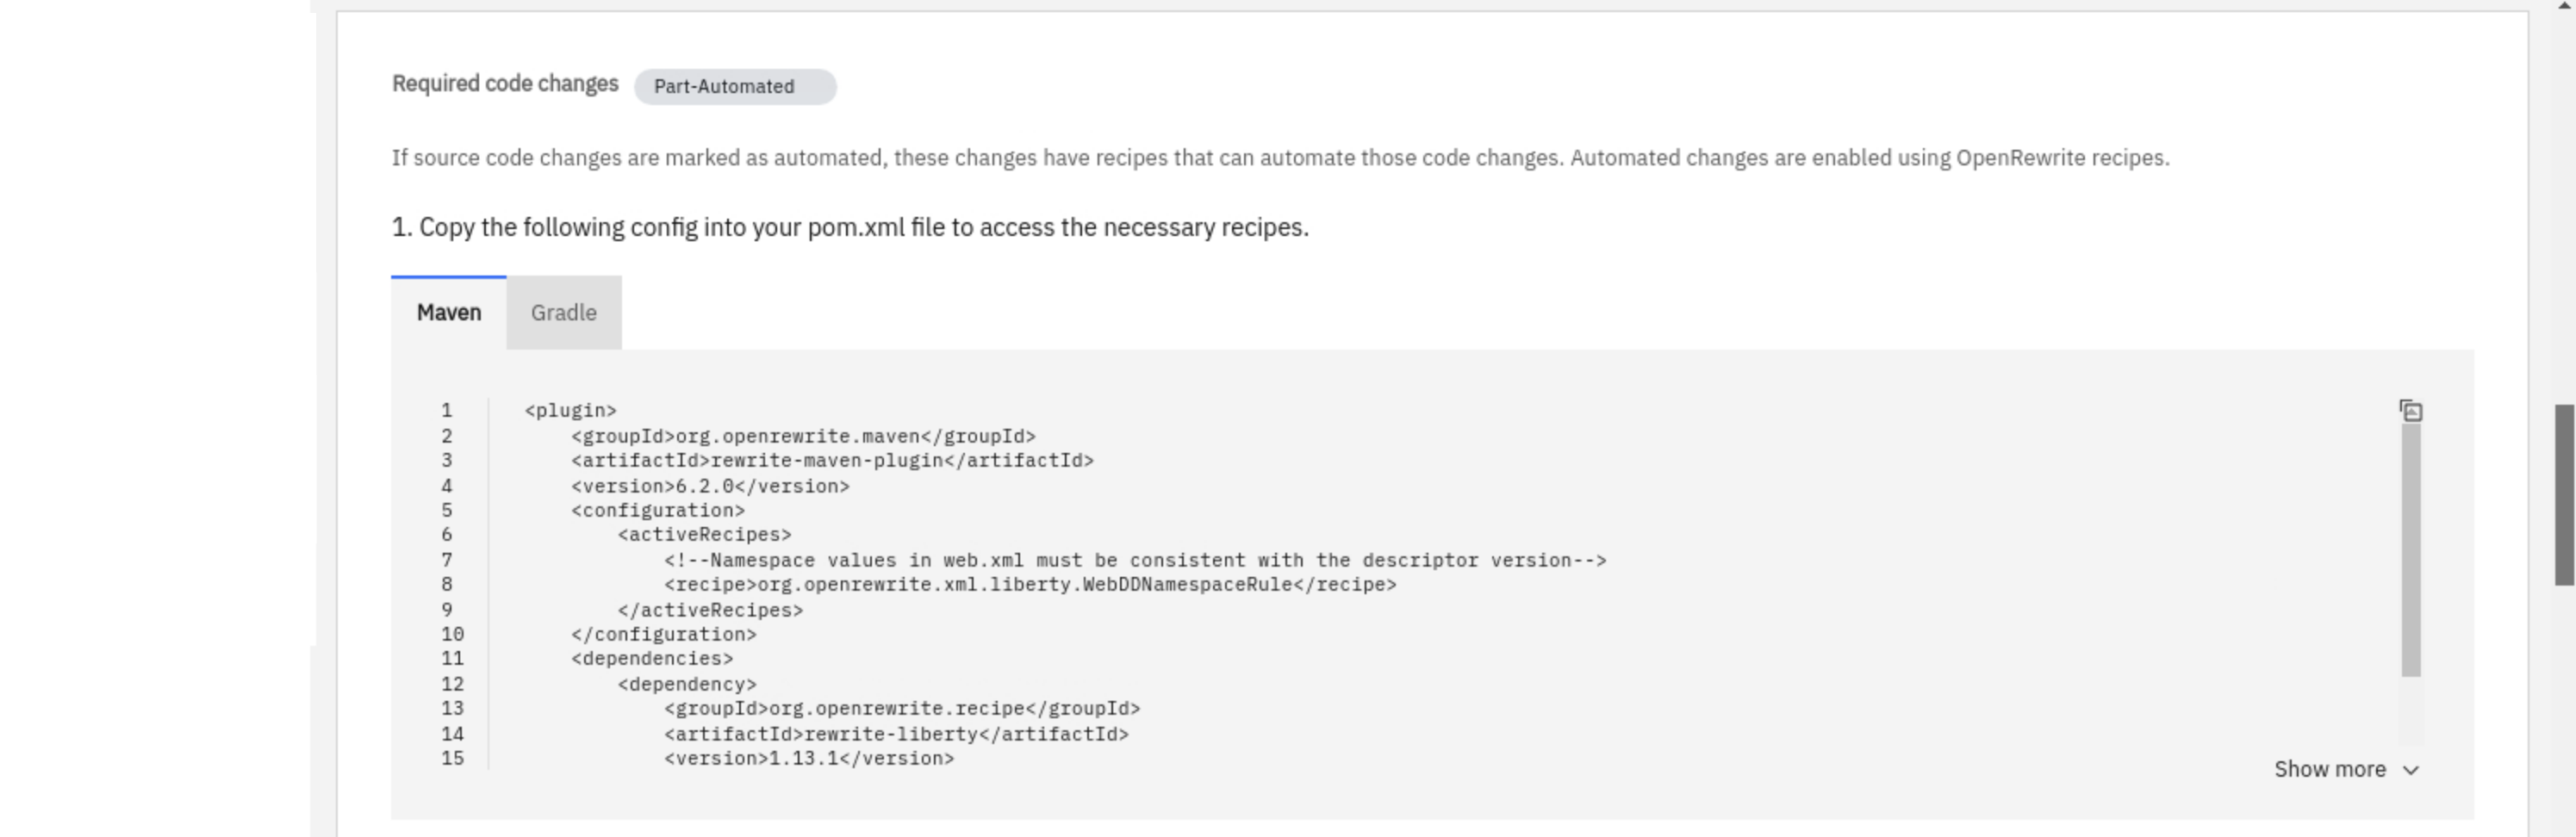 Required code changes Part-Automated
If source code changes are marked as automated, these changes have recipes that can automate those code changes. Automated changes are enabled using OpenRewrite recipes.
1. Copy the following config into your pom.xml file to access the necessary recipes.
Maven Gradle
1 <plugin>
2 <groupId>org.openrewrite.maven</groupId>
3 <artifactId>rewrite-maven-plugin</artifactId>
4 <version>6.2.0</version>
5 <configuration>
6 <activeRecipes>
7 <!--Namespace values in web.xml must be consistent with the descriptor version-->
8 <recipe>org.openrewrite.xml.liberty.WebDDNamespaceRule</recipe>
9 </activeRecipes>
10 </configuration>
11 <dependencies>
12 <dependency>
13 <groupId>org.openrewrite.recipe</groupId>
14 <artifactId>rewrite-liberty</artifactId>
15 <version>1.13.1</version>
Show more